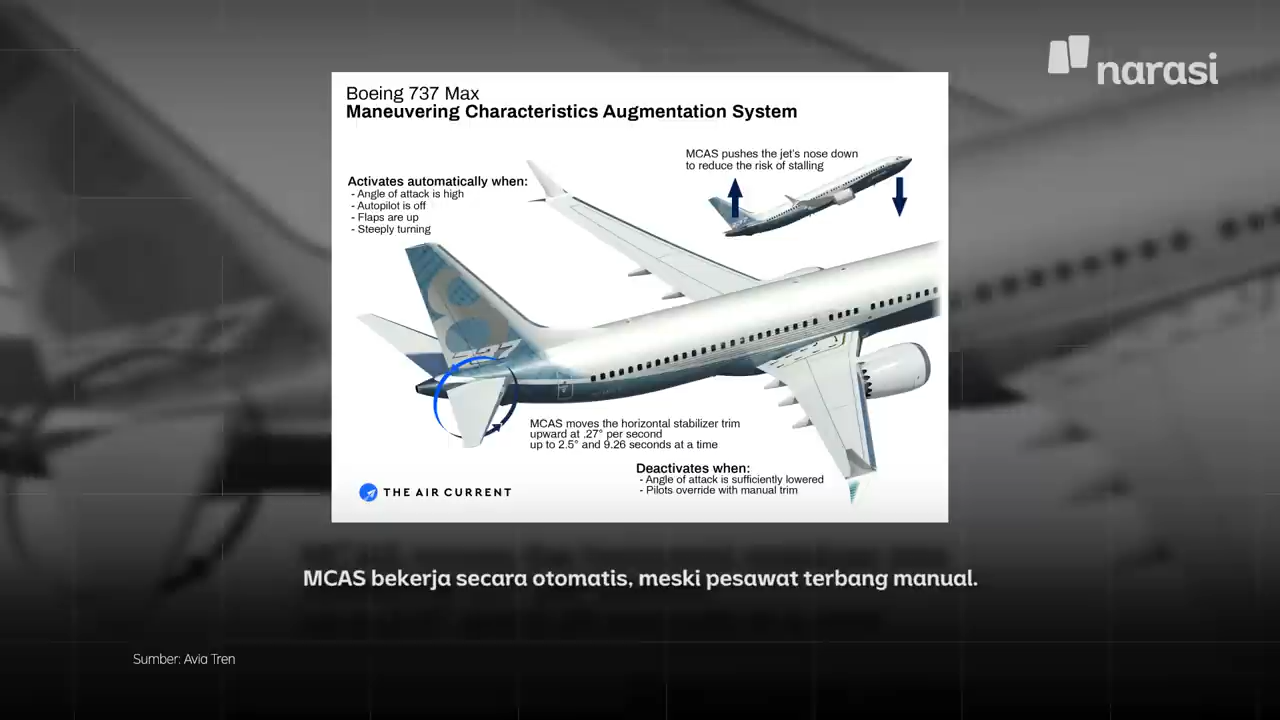 narasi
Boeing 737 Max
Maneuvering Characteristics Augmentation System
MCAS pushes the jet's nose down
to reduce the risk of stalling
Activates automatically when:
- Angle of attack is high
- Autopilot is off
- Flaps are up
- Steeply turning
MCAS moves the horizontal stabilizer trim
upward at .27° per second
up to 2.5° and 9.26 seconds at a time
Deactivates when:
- Angle of attack is sufficiently lowered
- Pilots override with manual trim
THE AIR CURRENT
MCAS bekerja secara otomatis, meski pesawat terbang manual.
Sumber: Avia Tren